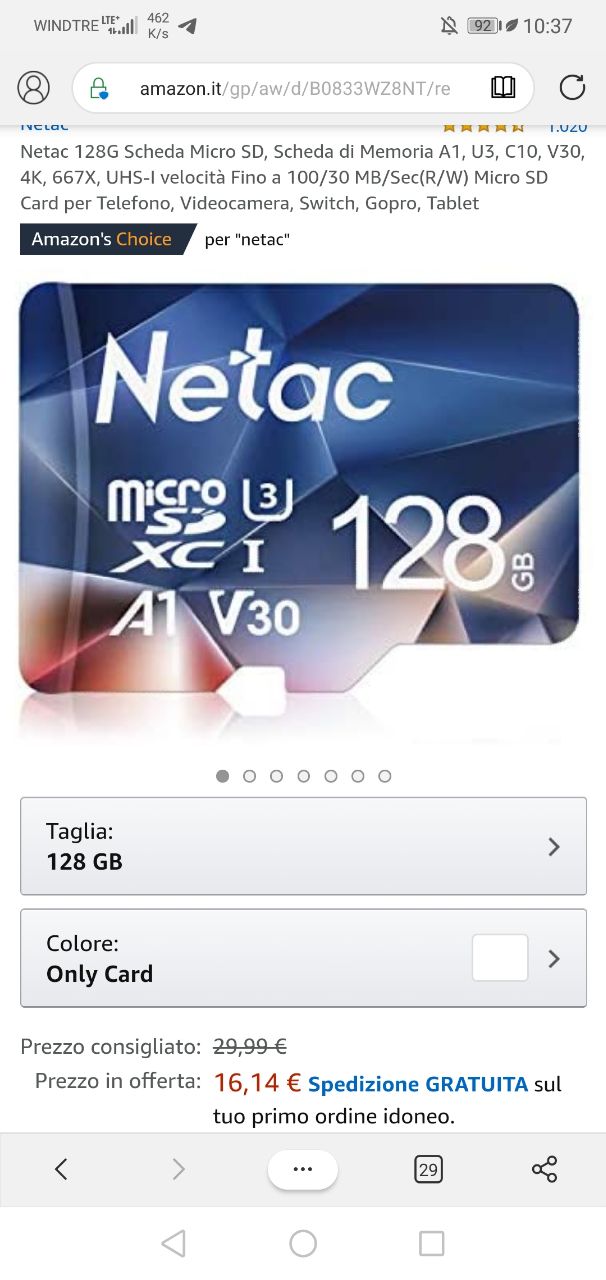 WINDTRE LTE+ 462 K/s 92 10:37
amazon.it/gp/aw/d/B0833WZ8NT/re
Netac 1.020
Netac 128G Scheda Micro SD, Scheda di Memoria A1, U3, C10, V30,
4K, 667X, UHS-I velocità Fino a 100/30 MB/Sec(R/W) Micro SD
Card per Telefono, Videocamera, Switch, Gopro, Tablet
Amazon's Choice per "netac"
Netac
micro SD XC I U3
128 GB
A1 V30
Taglia:
128 GB
Colore:
Only Card
Prezzo consigliato: 29,99 €
Prezzo in offerta: 16,14 € Spedizione GRATUITA sul
tuo primo ordine idoneo.
29